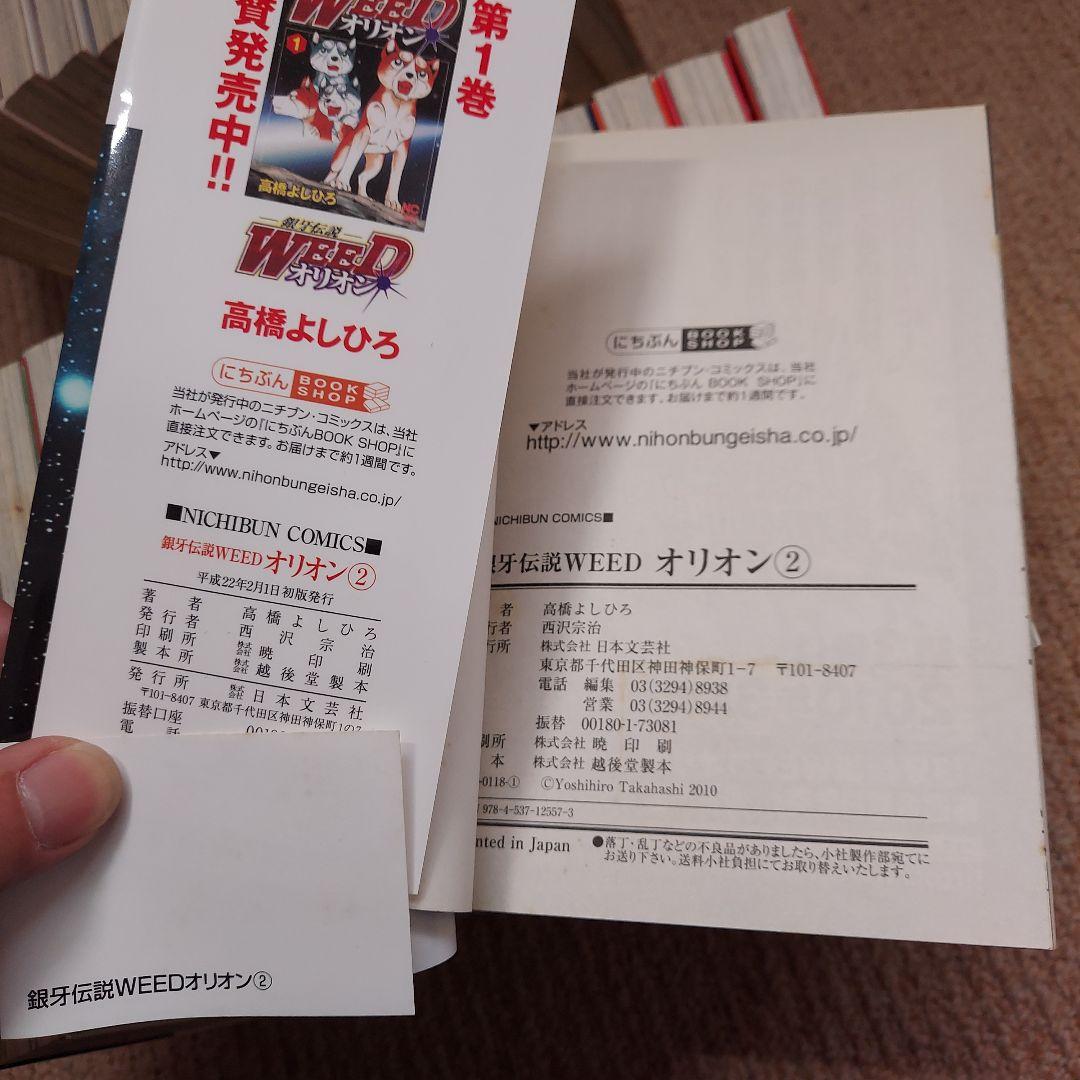 第1巻
賛発売中!!
WEED
オリオン
1
高橋よしひろ
NC
銀牙伝説
WEED
オリオン
高橋よしひろ
にちぶん BOOK SHOP
当社が発行中のニチブン・コミックスは、当社
ホームページの「にちぶんBOOK SHOP」に
直接注文できます。お届けまで約1週間です。
アドレス▼
http://www.nihonbungeisha.co.jp/
■NICHIBUN COMICS■
銀牙伝説WEEDオリオン②
平成22年2月1日初版発行
著者 高橋よしひろ
発行者 西沢宗治
印刷所 株式会社 暁印刷
製本所 株式会社 越後堂製本
発行所 株式会社 日本文芸社
〒101-8407 東京都千代田区神田神保町1の7
振替口座
電話
銀牙伝説WEEDオリオン②
にちぶん BOOK SHOP
当社が発行中のニチブン・コミックスは、当社
ホームページの「にちぶん BOOK SHOP」に
直接注文できます。お届けまで約1週間です。
▼アドレス
http://www.nihonbungeisha.co.jp/
NICHIBUN COMICS■
銀牙伝説WEED オリオン②
者 高橋よしひろ
行者 西沢宗治
行所 株式会社 日本文芸社
東京都千代田区神田神保町1-7 〒101-8407
電話 編集 03(3294)8938
営業 03(3294)8944
振替 00180-1-73081
刷所 株式会社 暁印刷
本 株式会社 越後堂製本
-0118-① ©Yoshihiro Takahashi 2010
978-4-537-12557-3
nted in Japan
●落丁・乱丁などの不良品がありましたら、小社製作部宛てに
お送り下さい。送料小社負担にてお取り替えいたします。